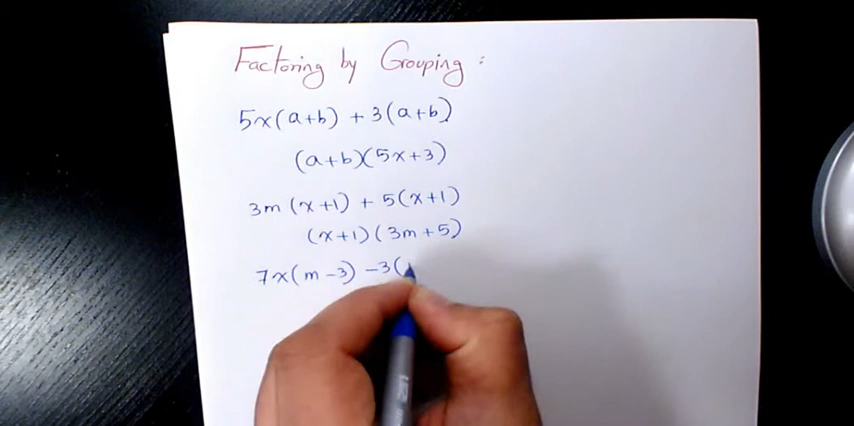 Factoring by Grouping :
5x(a+b) + 3(a+b)
(a+b)(5x+3)
3m(x+1) + 5(x+1)
(x+1)(3m+5)
7x(m-3) -3(